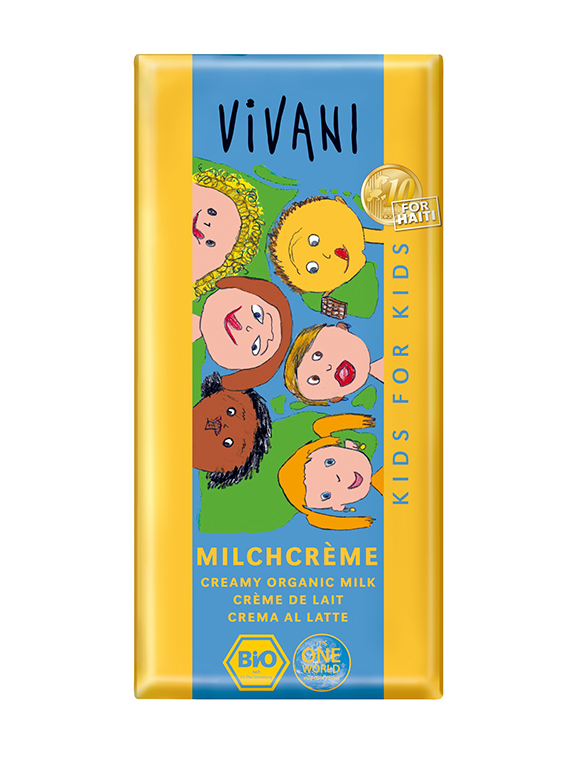 ViVANI
10
FOR
HAITI
KIDS FOR KIDS
MILCHCRÈME
CREAMY ORGANIC MILK
CRÈME DE LAIT
CREMA AL LATTE
BiO
ONE
WORLD